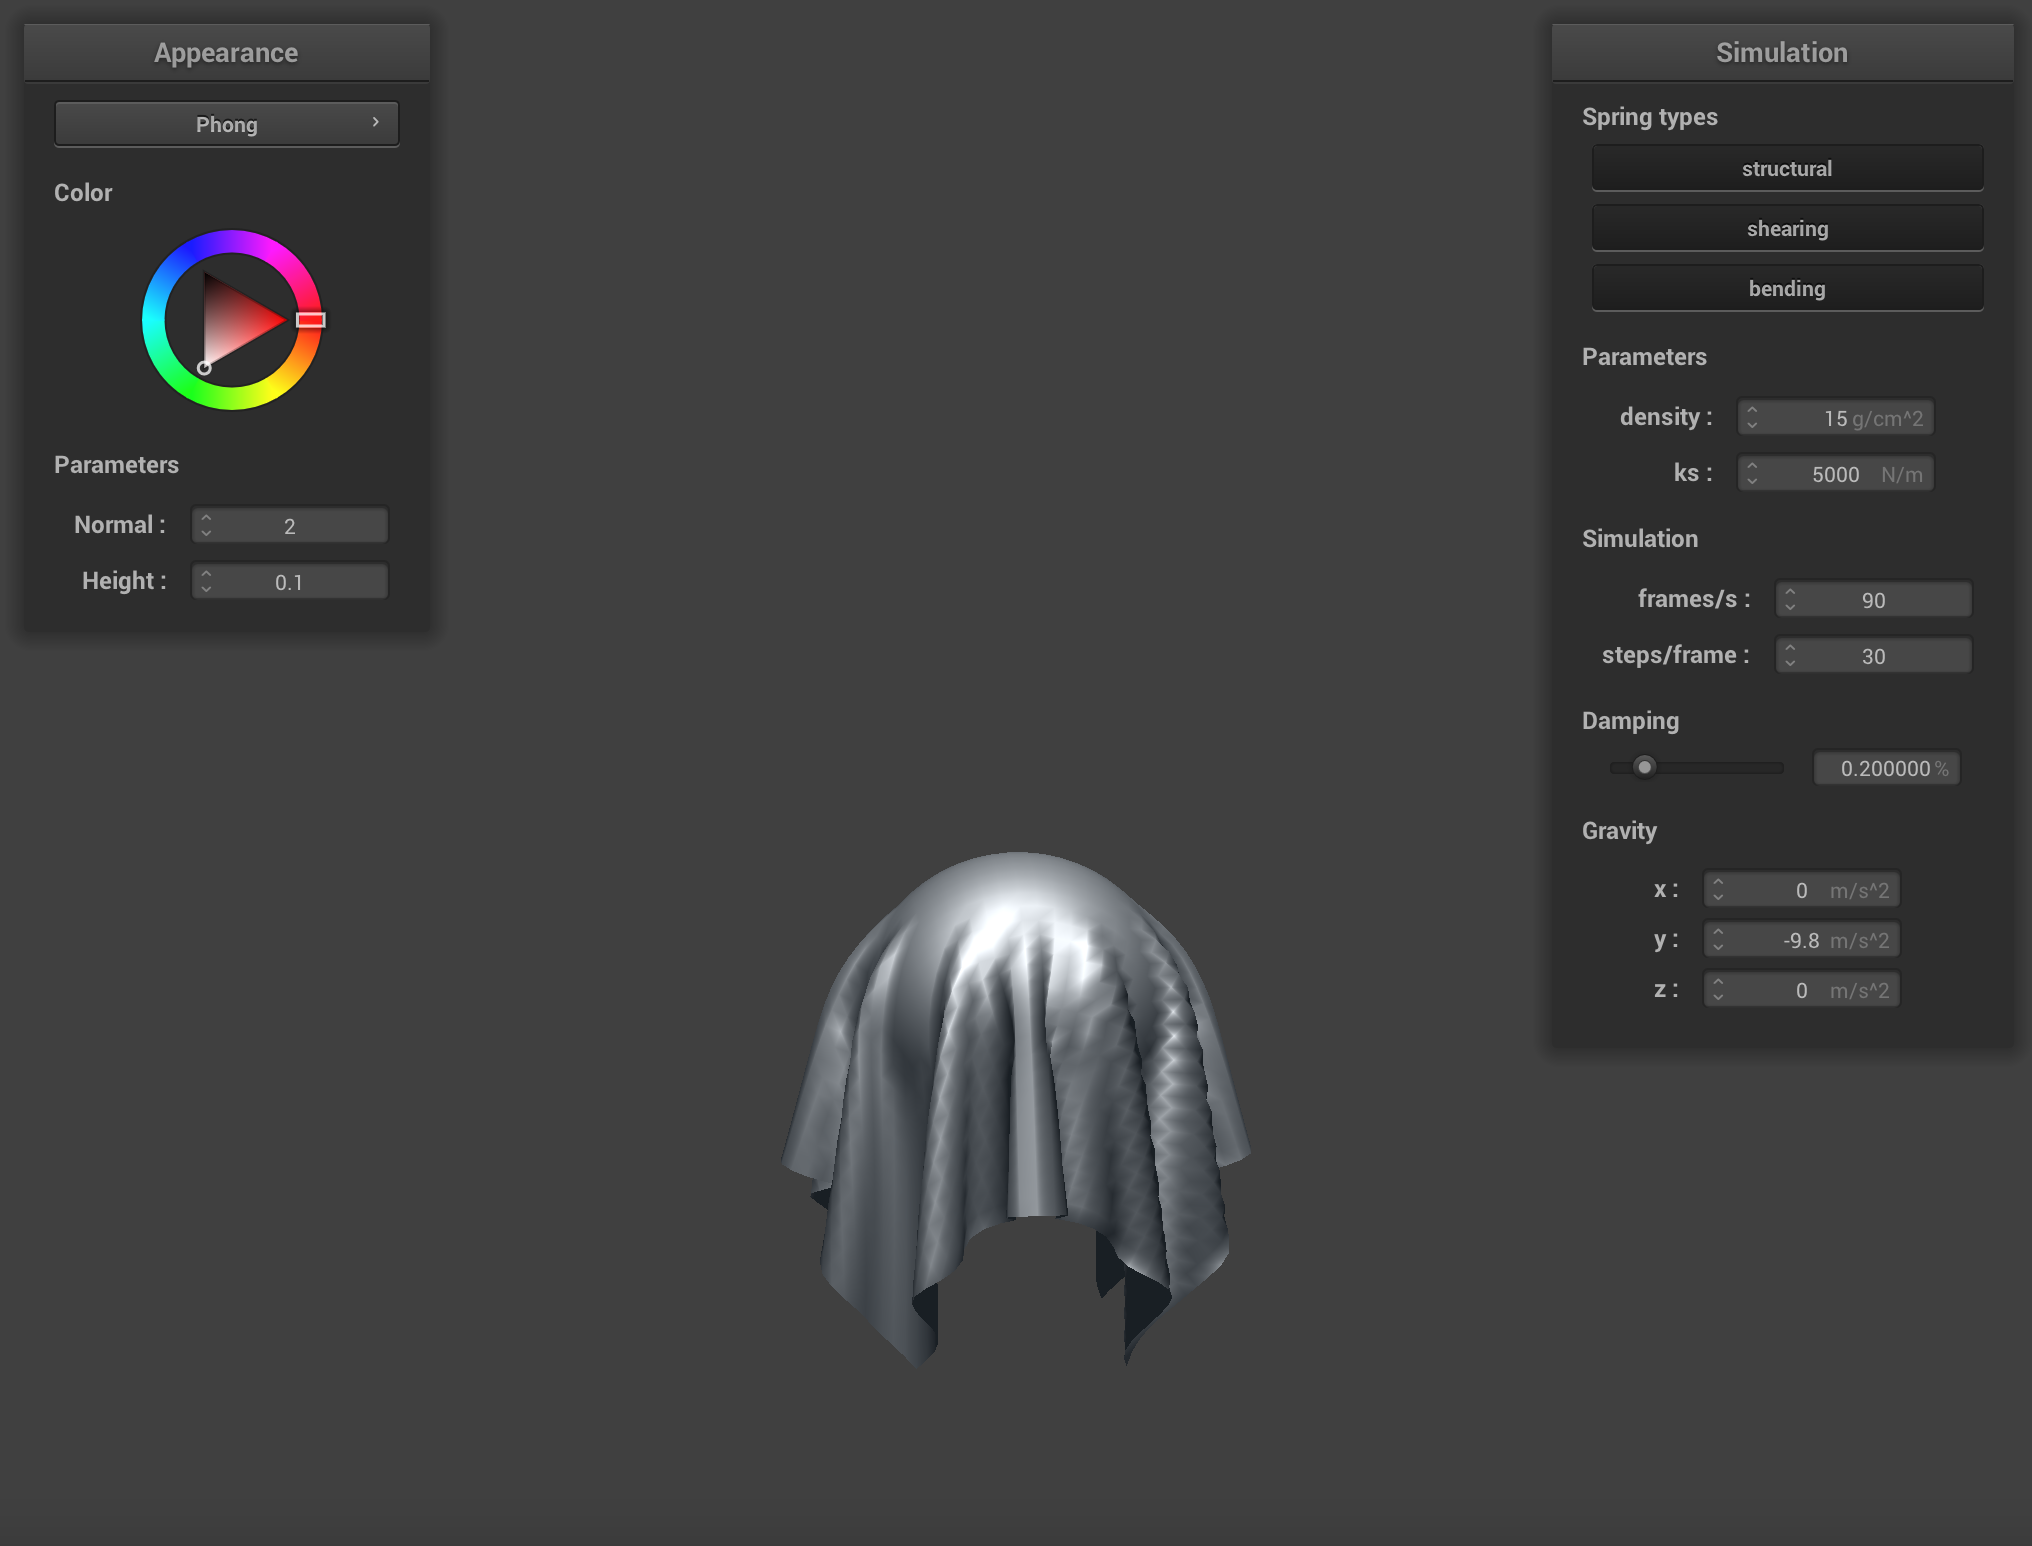 Appearance
Phong
Color
Parameters
Normal : 2
Height : 0.1
Simulation
Spring types
structural
shearing
bending
Parameters
density : 15 g/cm^2
ks : 5000 N/m
Simulation
frames/s : 90
steps/frame : 30
Damping
0.200000 %
Gravity
x : 0 m/s^2
y : -9.8 m/s^2
z : 0 m/s^2